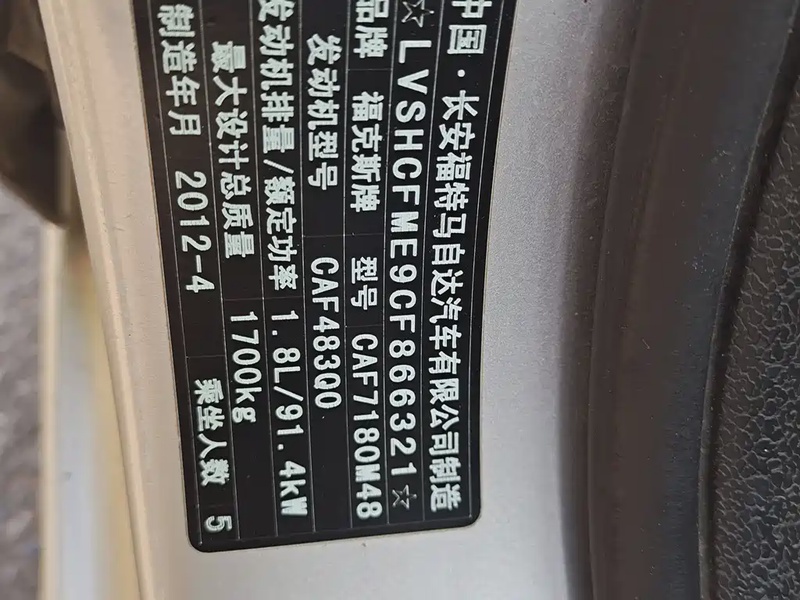 中国·长安福特马自达汽车有限公司制造
☆LVSHCFME9CF866321☆
品牌 福克斯牌 型号 CAF7180M48
发动机型号 CAF483Q0
发动机排量/额定功率 1.8L/91.4kW
最大设计总质量 1700kg
制造年月 2012-4 乘坐人数 5